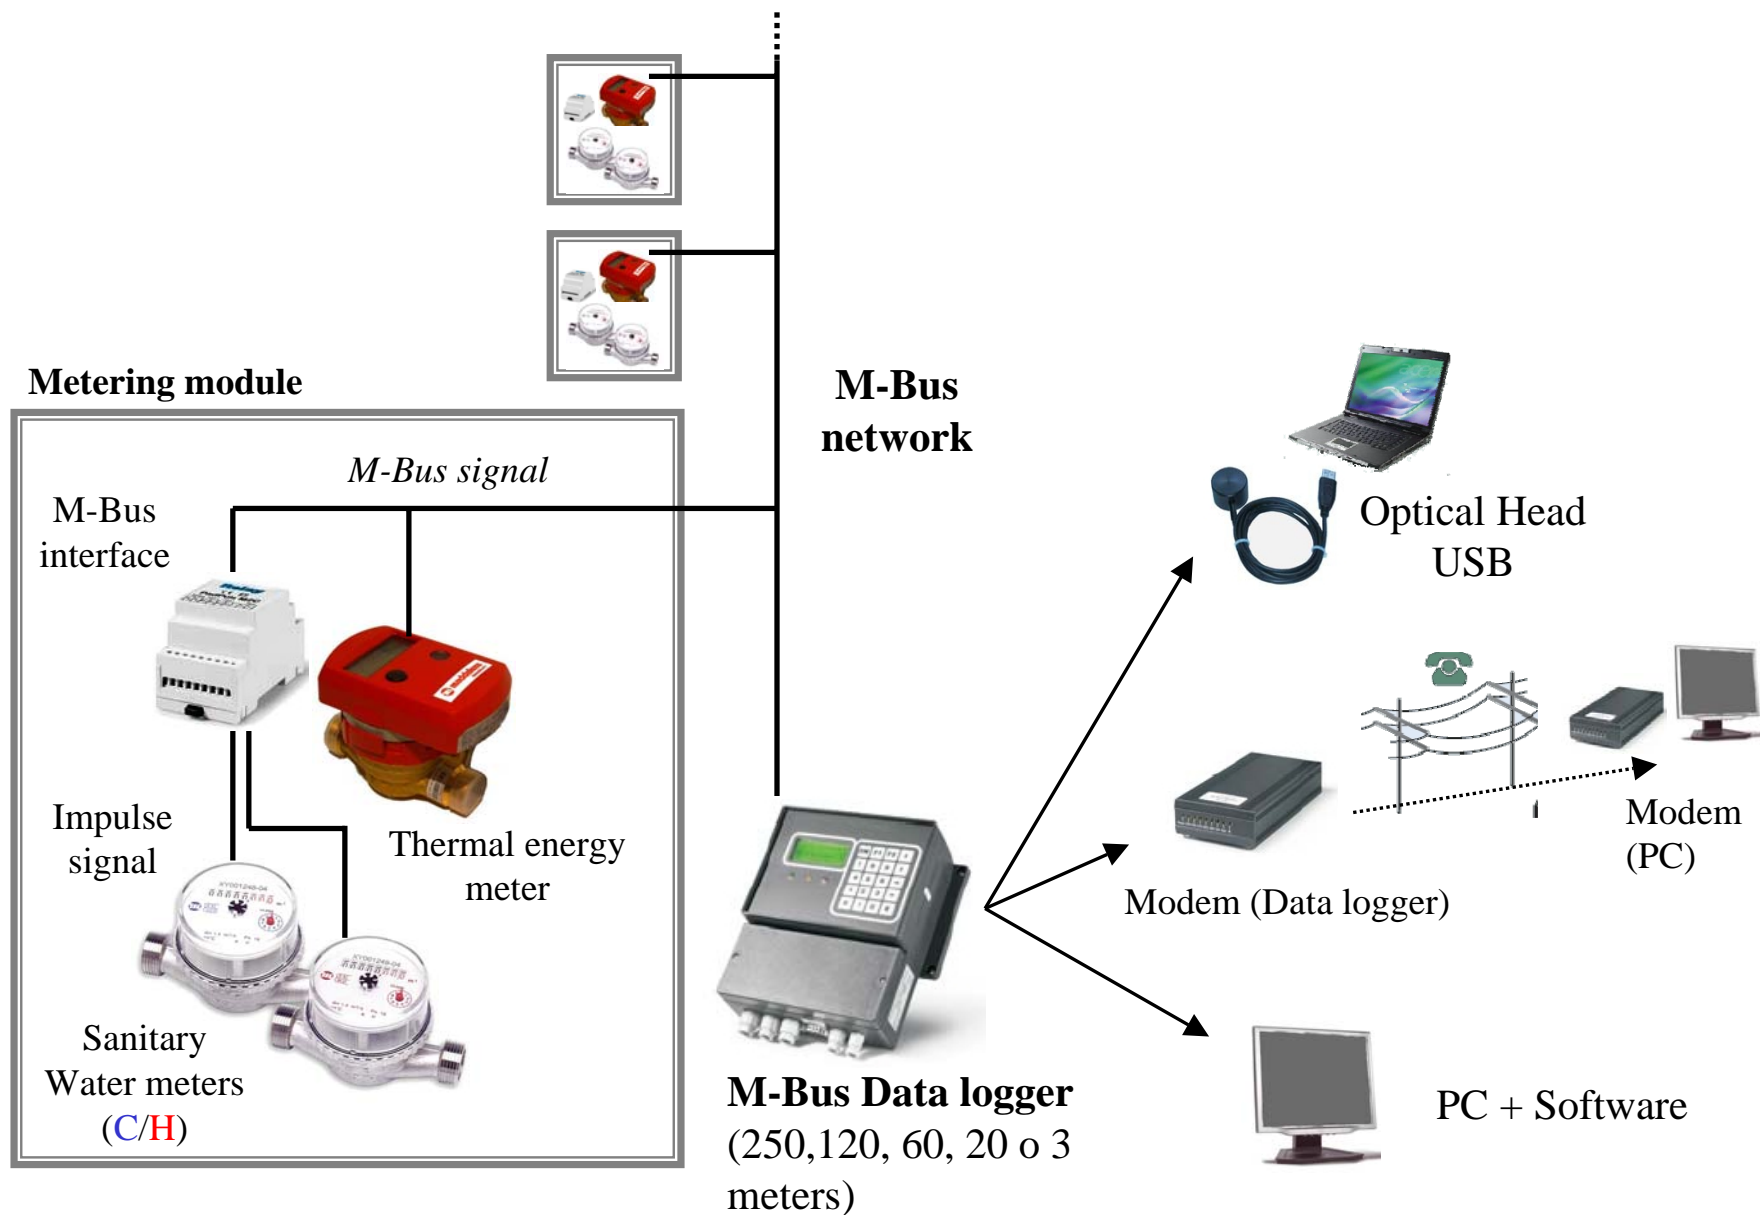 Metering module
M-Bus
network
M-Bus signal
M-Bus
interface
Impulse
signal
Thermal energy
meter
Sanitary
Water meters
(C/H)
M-Bus Data logger
(250,120, 60, 20 o 3
meters)
Optical Head
USB
Modem (Data logger)
Modem
(PC)
PC + Software